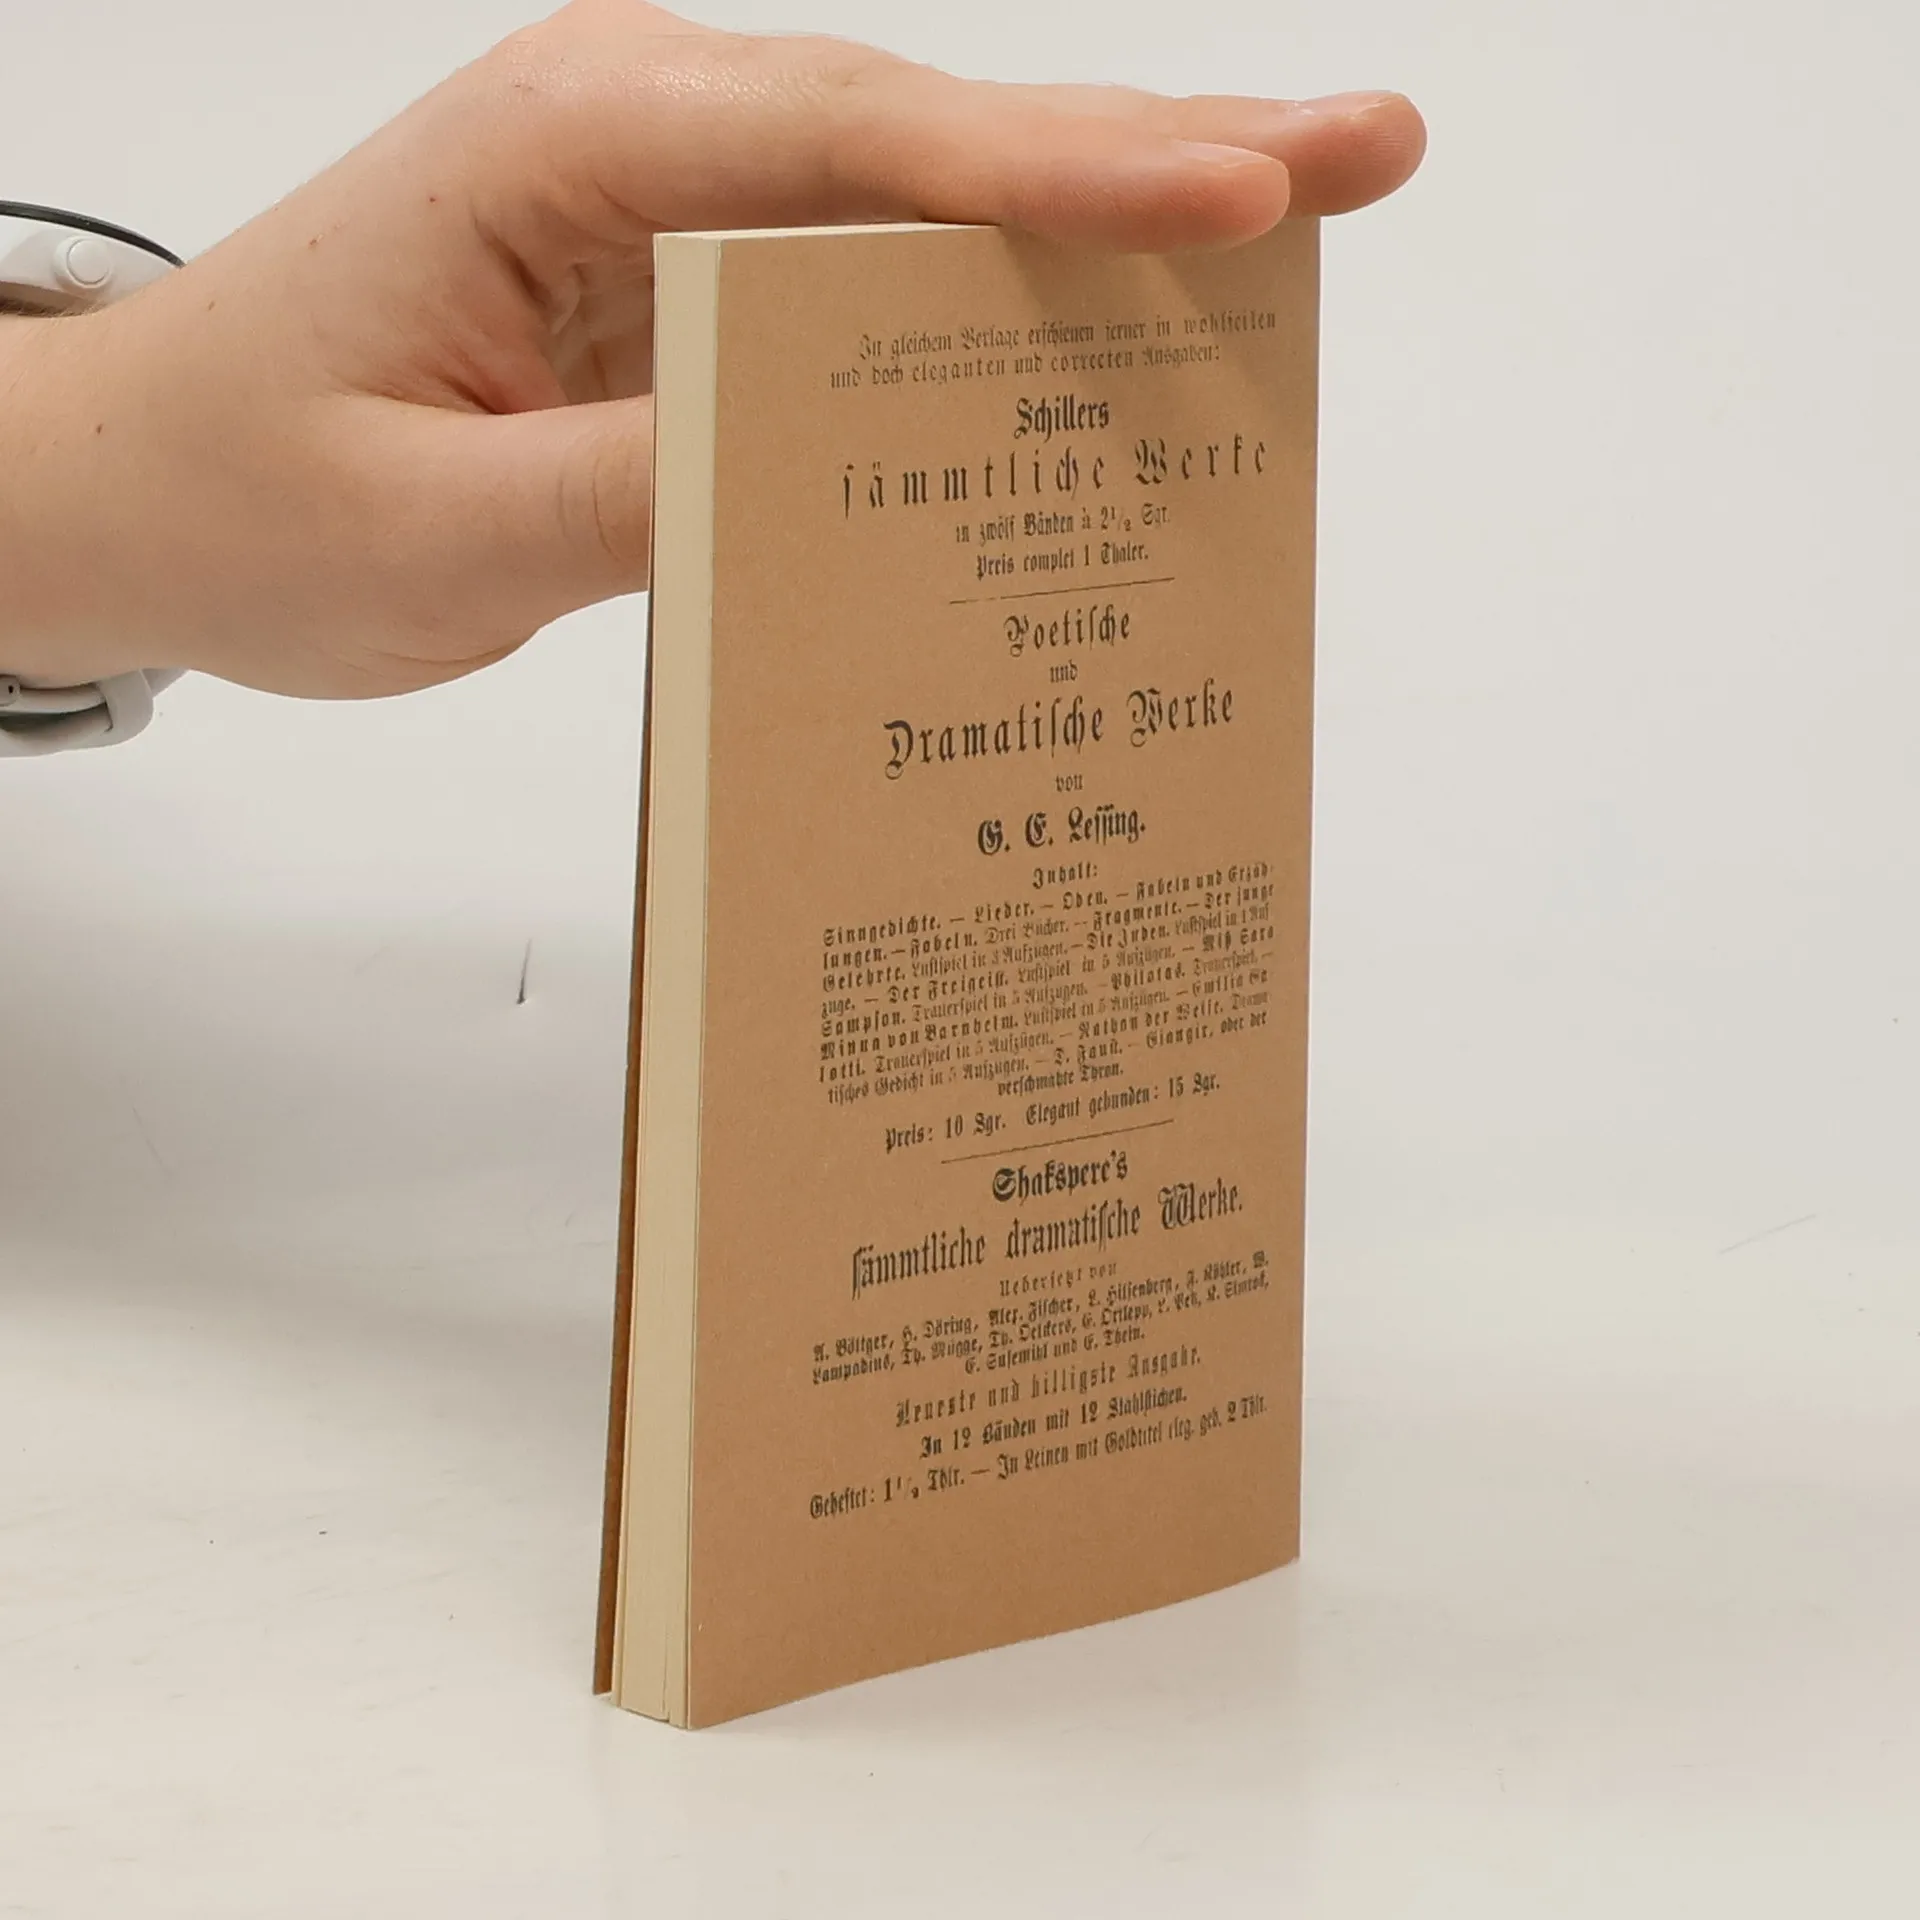 In gleichem Verlage erschienen ferner in wohlfeilen
und doch eleganten und correcten Ausgaben:
Schillers
sämmtliche Werke
in zwölf Bänden à 2½ Sgr.
Preis complet 1 Thaler.
Poetische
und
Dramatische Werke
von
G. E. Lessing.
Inhalt:
Sinngedichte. — Lieder. — Oden. — Fabeln und Erzäh-
lungen. — Fabeln. Drei Bücher. — Fragmente. — Der junge
Gelehrte. Lustspiel in 3 Aufzügen. — Die Juden. Lustspiel in 1 Auf-
zuge. — Der Freigeist. Lustspiel in 5 Aufzügen. — Miß Sara
Sampson. Trauerspiel in 5 Aufzügen. — Philotas. Trauerspiel. —
Minna von Barnhelm. Lustspiel in 5 Aufzügen. — Emilia Ga-
lotti. Trauerspiel in 5 Aufzügen. — Nathan der Weise. Drama-
tisches Gedicht in 5 Aufzügen. — D. Faust. — Giangir, oder der
verschmähte Thron.
Preis: 10 Sgr. Elegant gebunden: 15 Sgr.
Shakspere's
sämmtliche dramatische Werke.
Uebersetzt von
A. Böttger, H. Döring, Alex. Fischer, L. Hilsenberg, F. Köhler, W.
Lampadius, Th. Mügge, Th. Oelckers, E. Ortlepp, L. Petz, K. Simrock,
E. Susemihl und E. Thein.
Neueste und billigste Ausgabe.
In 12 Bänden mit 12 Stahlstichen.
Geheftet: 1½ Thlr. — In Leinen mit Goldtitel eleg. geb. 2 Thlr.